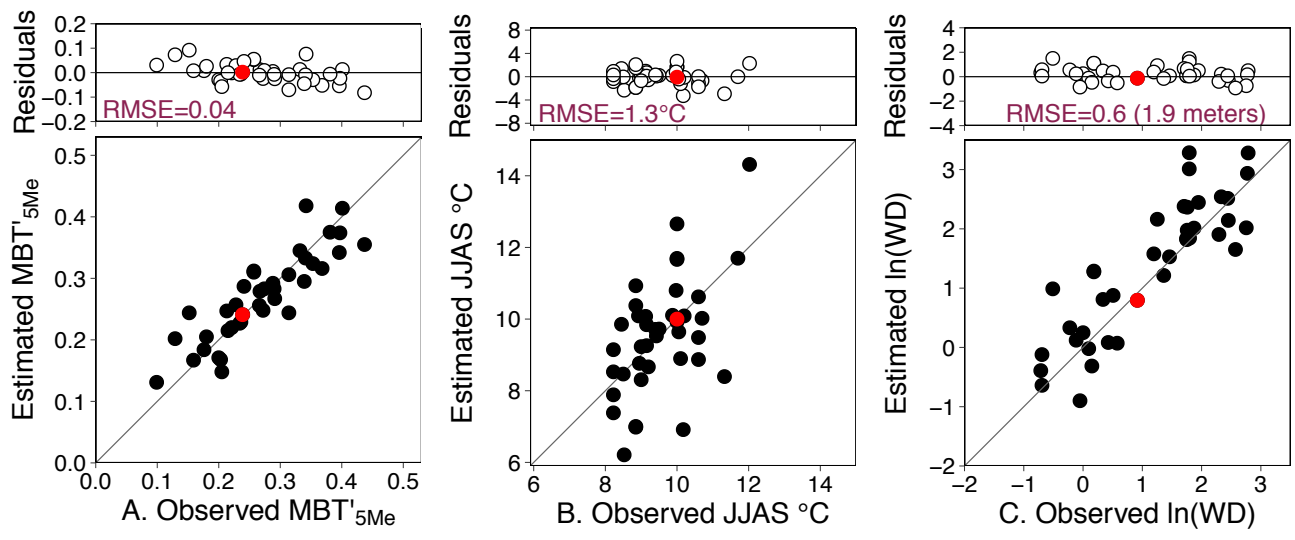 Residuals
0.2
0.1
0.0
−0.1
−0.2
RMSE=0.04
Estimated MBT'5Me
0.5
0.4
0.3
0.2
0.1
0.0
0.0 0.1 0.2 0.3 0.4 0.5
A. Observed MBT'5Me
Residuals
8
4
0
−4
−8
RMSE=1.3°C
Estimated JJAS °C
14
12
10
8
6
6 8 10 12 14
B. Observed JJAS °C
Residuals
4
2
0
−2
−4
RMSE=0.6 (1.9 meters)
Estimated ln(WD)
3
2
1
0
−1
−2
−2 −1 0 1 2 3
C. Observed ln(WD)